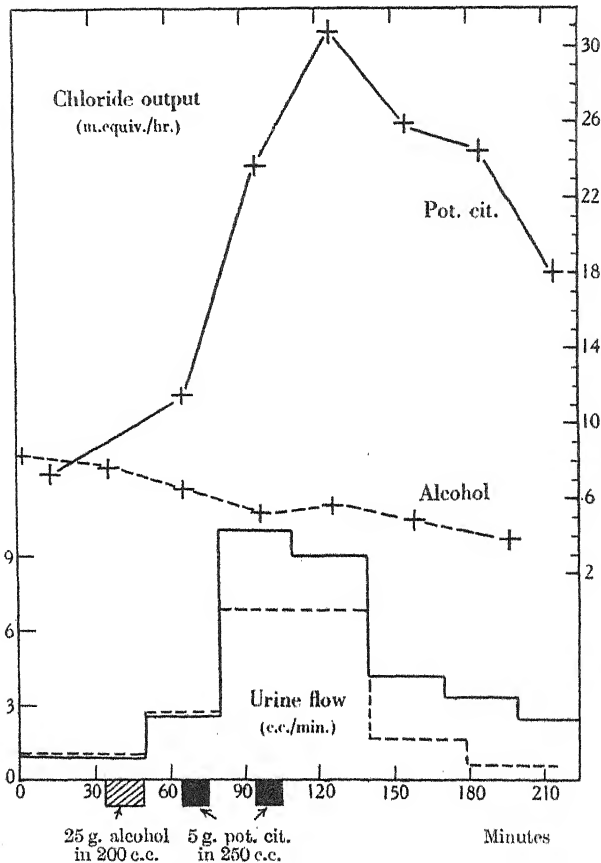 Chloride output
(m.equiv./hr.)
Pot. cit.
Alcohol
30
26
22
18
14
10
6
2
9
6
3
0
Urine flow
(c.c./min.)
0 30 60 90 120 150 180 210
25 g. alcohol
in 200 c.c.
5 g. pot. cit.
in 250 c.c.
Minutes